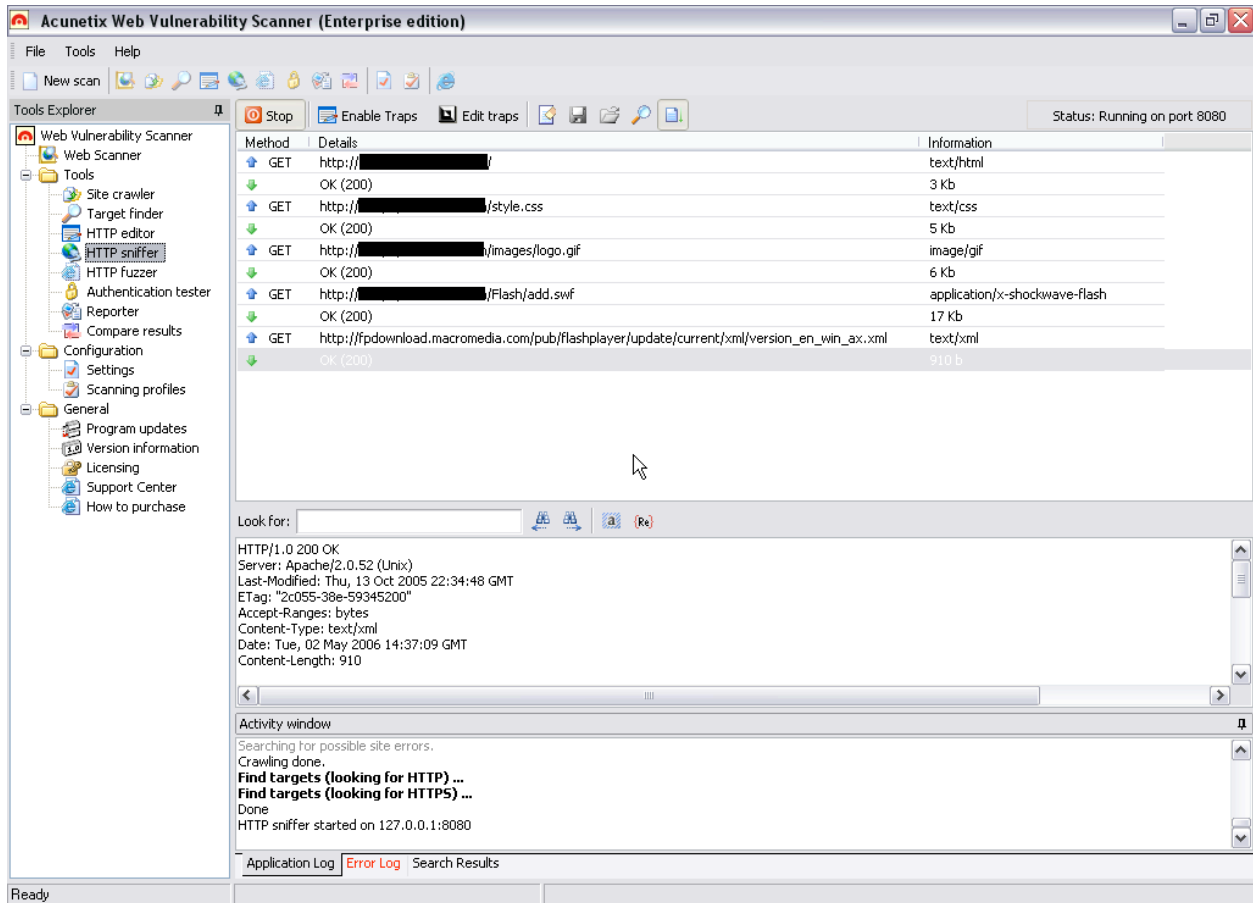 Acunetix Web Vulnerability Scanner (Enterprise edition)
File Tools Help
New scan
Tools Explorer
Web Vulnerability Scanner
Web Scanner
Tools
Site crawler
Target finder
HTTP editor
HTTP sniffer
HTTP fuzzer
Authentication tester
Reporter
Compare results
Configuration
Settings
Scanning profiles
General
Program updates
Version information
Licensing
Support Center
How to purchase
Stop Enable Traps Edit traps Status: Running on port 8080
Method Details Information
GET http:// / text/html
OK (200) 3 Kb
GET http:// /style.css text/css
OK (200) 5 Kb
GET http:// /images/logo.gif image/gif
OK (200) 6 Kb
GET http:// /Flash/add.swf application/x-shockwave-flash
OK (200) 17 Kb
GET http://fpdownload.macromedia.com/pub/flashplayer/update/current/xml/version_en_win_ax.xml text/xml
OK (200) 910 b
Look for: a {Re}
HTTP/1.0 200 OK
Server: Apache/2.0.52 (Unix)
Last-Modified: Thu, 13 Oct 2005 22:34:48 GMT
ETag: "2c055-38e-59345200"
Accept-Ranges: bytes
Content-Type: text/xml
Date: Tue, 02 May 2006 14:37:09 GMT
Content-Length: 910
Activity window
Searching for possible site errors.
Crawling done.
Find targets (looking for HTTP) ...
Find targets (looking for HTTPS) ...
Done
HTTP sniffer started on 127.0.0.1:8080
Application Log Error Log Search Results
Ready